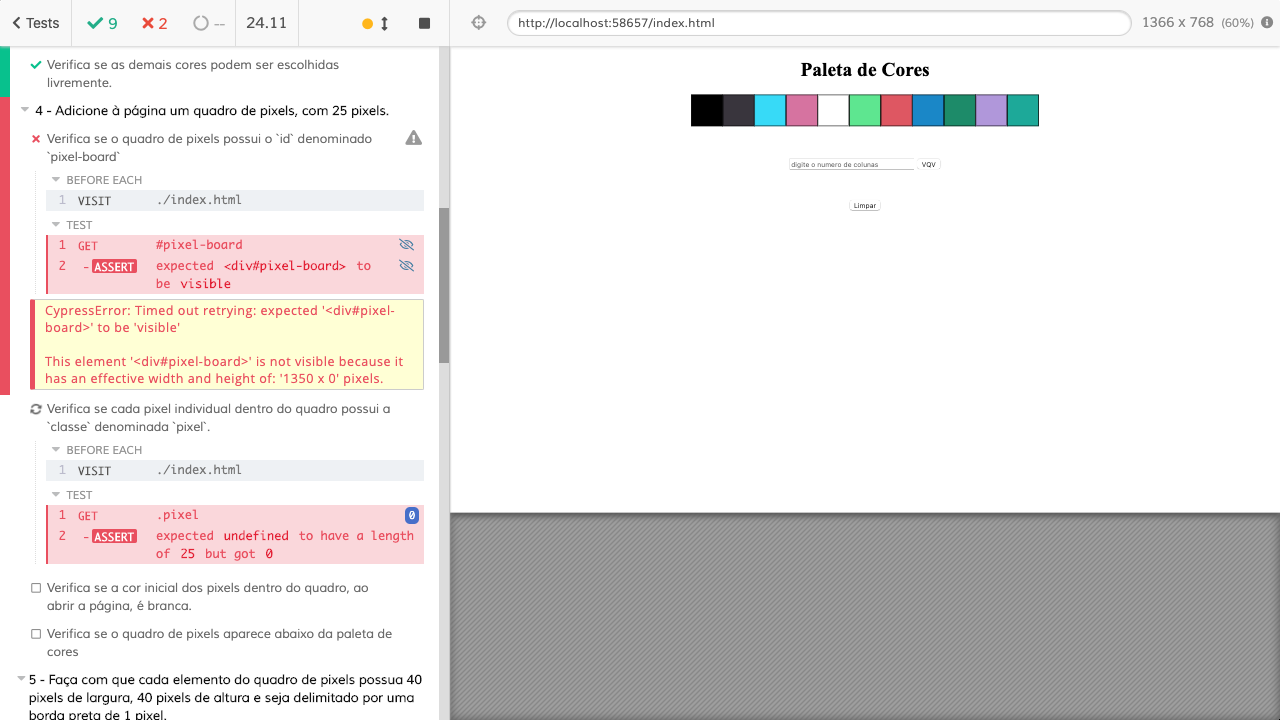 Tests 9 2 -- 24.11
http://localhost:58657/index.html 1366 x 768 (60%)
Verifica se as demais cores podem ser escolhidas
livremente.
4 - Adicione à página um quadro de pixels, com 25 pixels.
Verifica se o quadro de pixels possui o `id` denominado
`pixel-board`
BEFORE EACH
1 VISIT ./index.html
TEST
1 GET #pixel-board
2 - ASSERT expected <div#pixel-board> to
be visible
CypressError: Timed out retrying: expected '<div#pixel-
board>' to be 'visible'
This element '<div#pixel-board>' is not visible because it
has an effective width and height of: '1350 x 0' pixels.
Verifica se cada pixel individual dentro do quadro possui a
`classe` denominada `pixel`.
BEFORE EACH
1 VISIT ./index.html
TEST
1 GET .pixel 0
2 - ASSERT expected undefined to have a length
of 25 but got 0
Verifica se a cor inicial dos pixels dentro do quadro, ao
abrir a página, é branca.
Verifica se o quadro de pixels aparece abaixo da paleta de
cores
5 - Faça com que cada elemento do quadro de pixels possua 40
pixels de largura, 40 pixels de altura e seja delimitado por uma
borda preta de 1 pixel.
Paleta de Cores
digite o numero de colunas VQV
Limpar